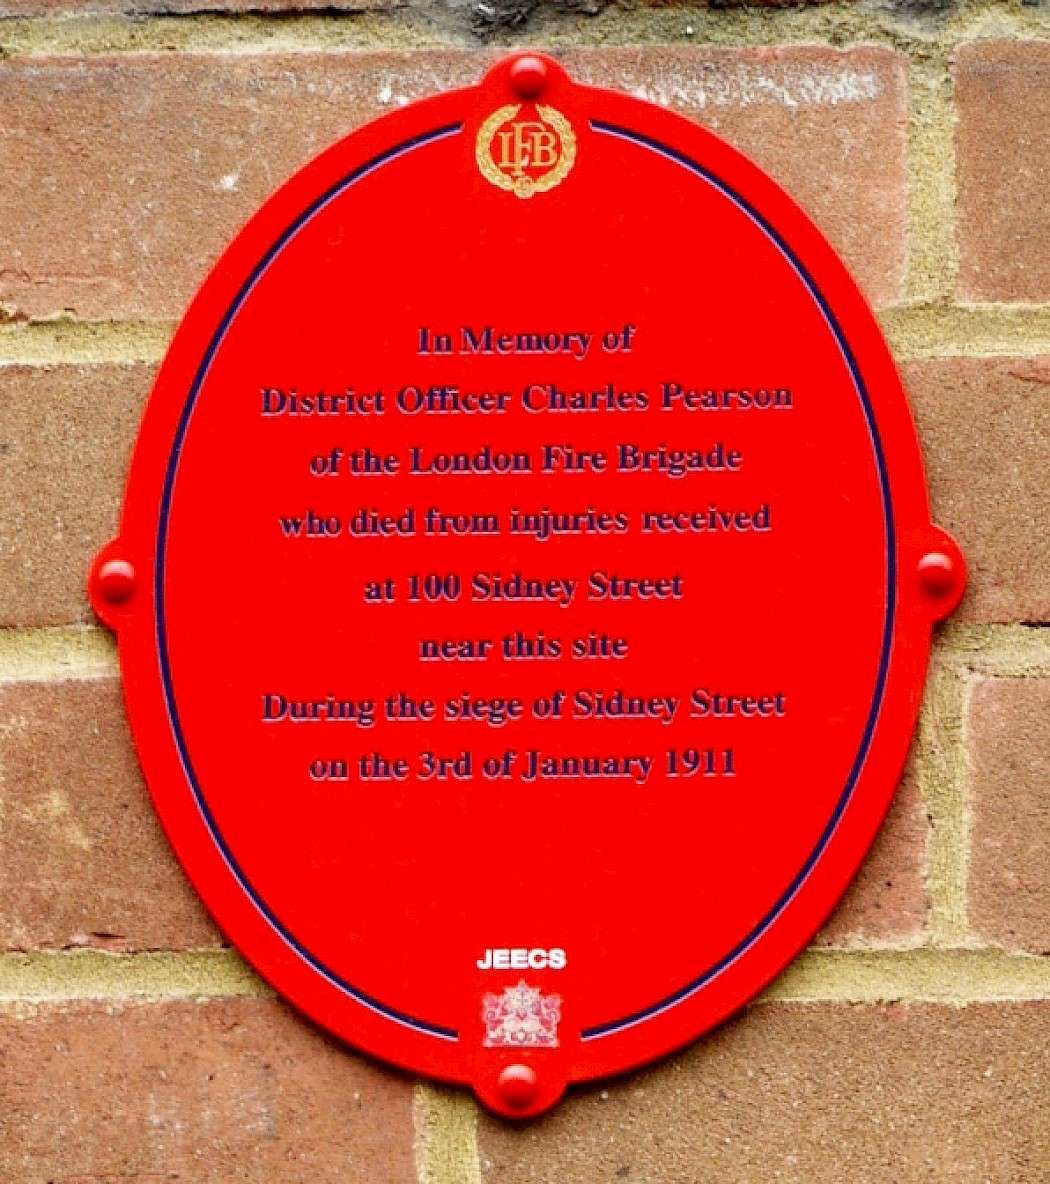 LFB
In Memory of
District Officer Charles Pearson
of the London Fire Brigade
who died from injuries received
at 100 Sidney Street
near this site
During the siege of Sidney Street
on the 3rd of January 1911
JEECS